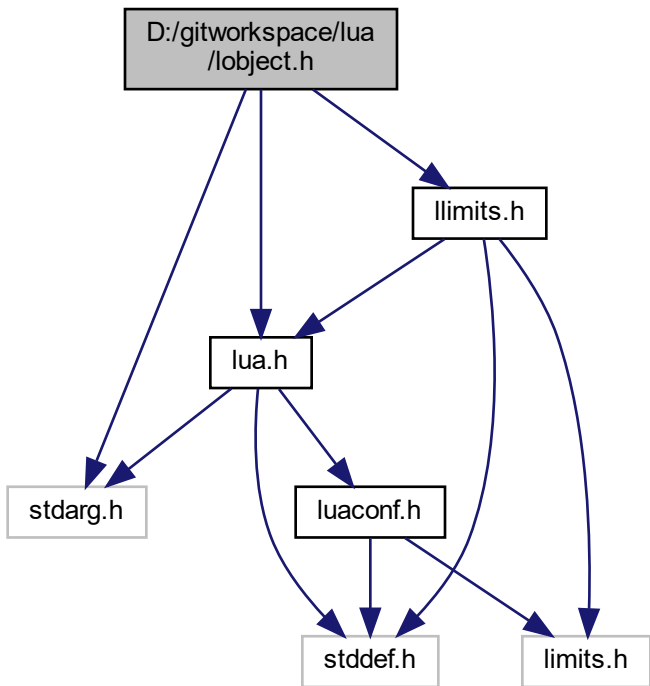 D:/gitworkspace/lua
/lobject.h
llimits.h
lua.h
stdarg.h
luaconf.h
stddef.h
limits.h